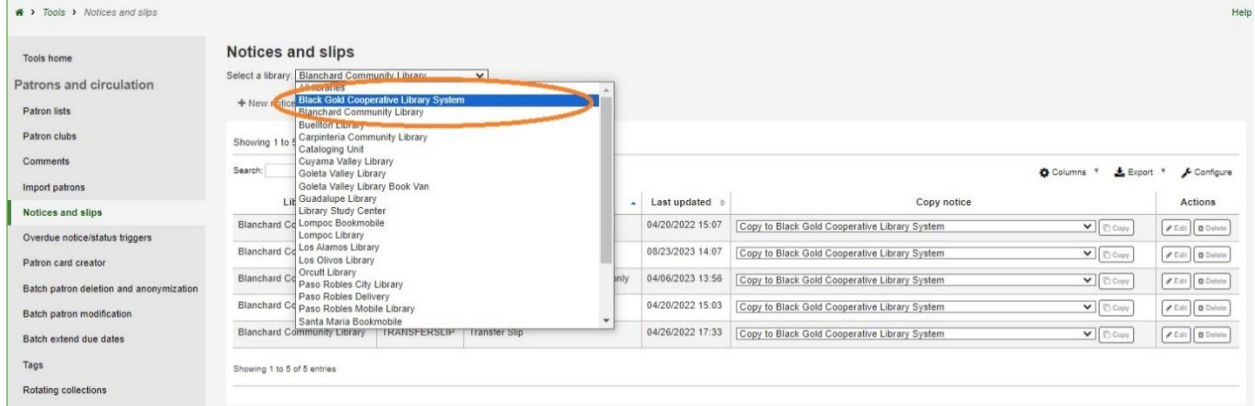 Tools › Notices and slips
Help
Tools home
Patrons and circulation
Patron lists
Patron clubs
Comments
Import patrons
Notices and slips
Overdue notice/status triggers
Patron card creator
Batch patron deletion and anonymization
Batch patron modification
Batch extend due dates
Tags
Rotating collections
Notices and slips
Select a library: Blanchard Community Library
+ New notice
All libraries
Black Gold Cooperative Library System
Blanchard Community Library
Buellton Library
Carpinteria Community Library
Cataloging Unit
Cuyama Valley Library
Goleta Valley Library
Goleta Valley Library Book Van
Guadalupe Library
Library Study Center
Lompoc Bookmobile
Lompoc Library
Los Alamos Library
Los Olivos Library
Orcutt Library
Paso Robles City Library
Paso Robles Delivery
Paso Robles Mobile Library
Santa Maria Bookmobile
Showing 1 to 5
Search:
Columns Export Configure
Lib Last updated Copy notice Actions
Blanchard Co 04/20/2022 15:07 Copy to Black Gold Cooperative Library System Copy Edit Delete
Blanchard Co 08/23/2023 14:07 Copy to Black Gold Cooperative Library System Copy Edit Delete
Blanchard Co only 04/06/2023 13:56 Copy to Black Gold Cooperative Library System Copy Edit Delete
Blanchard Co 04/20/2022 15:03 Copy to Black Gold Cooperative Library System Copy Edit Delete
Blanchard Community Library TRANSFERSLIP Transfer Slip 04/26/2022 17:33 Copy to Black Gold Cooperative Library System Copy Edit Delete
Showing 1 to 5 of 5 entries